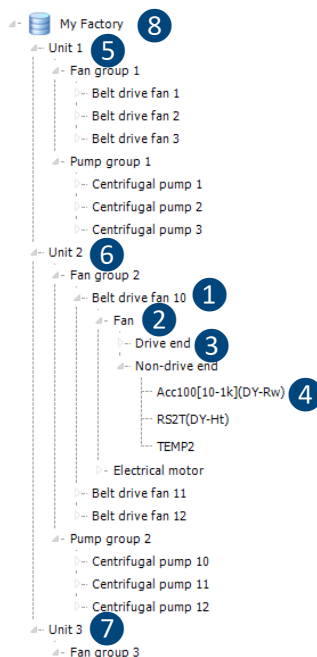 My Factory 8
Unit 1 5
Fan group 1
Belt drive fan 1
Belt drive fan 2
Belt drive fan 3
Pump group 1
Centrifugal pump 1
Centrifugal pump 2
Centrifugal pump 3
Unit 2 6
Fan group 2
Belt drive fan 10 1
Fan 2
Drive end 3
Non-drive end
Acc100[10-1k](DY-Rw) 4
RS2T(DY-Ht)
TEMP2
Electrical motor
Belt drive fan 11
Belt drive fan 12
Pump group 2
Centrifugal pump 10
Centrifugal pump 11
Centrifugal pump 12
Unit 3 7
Fan group 3